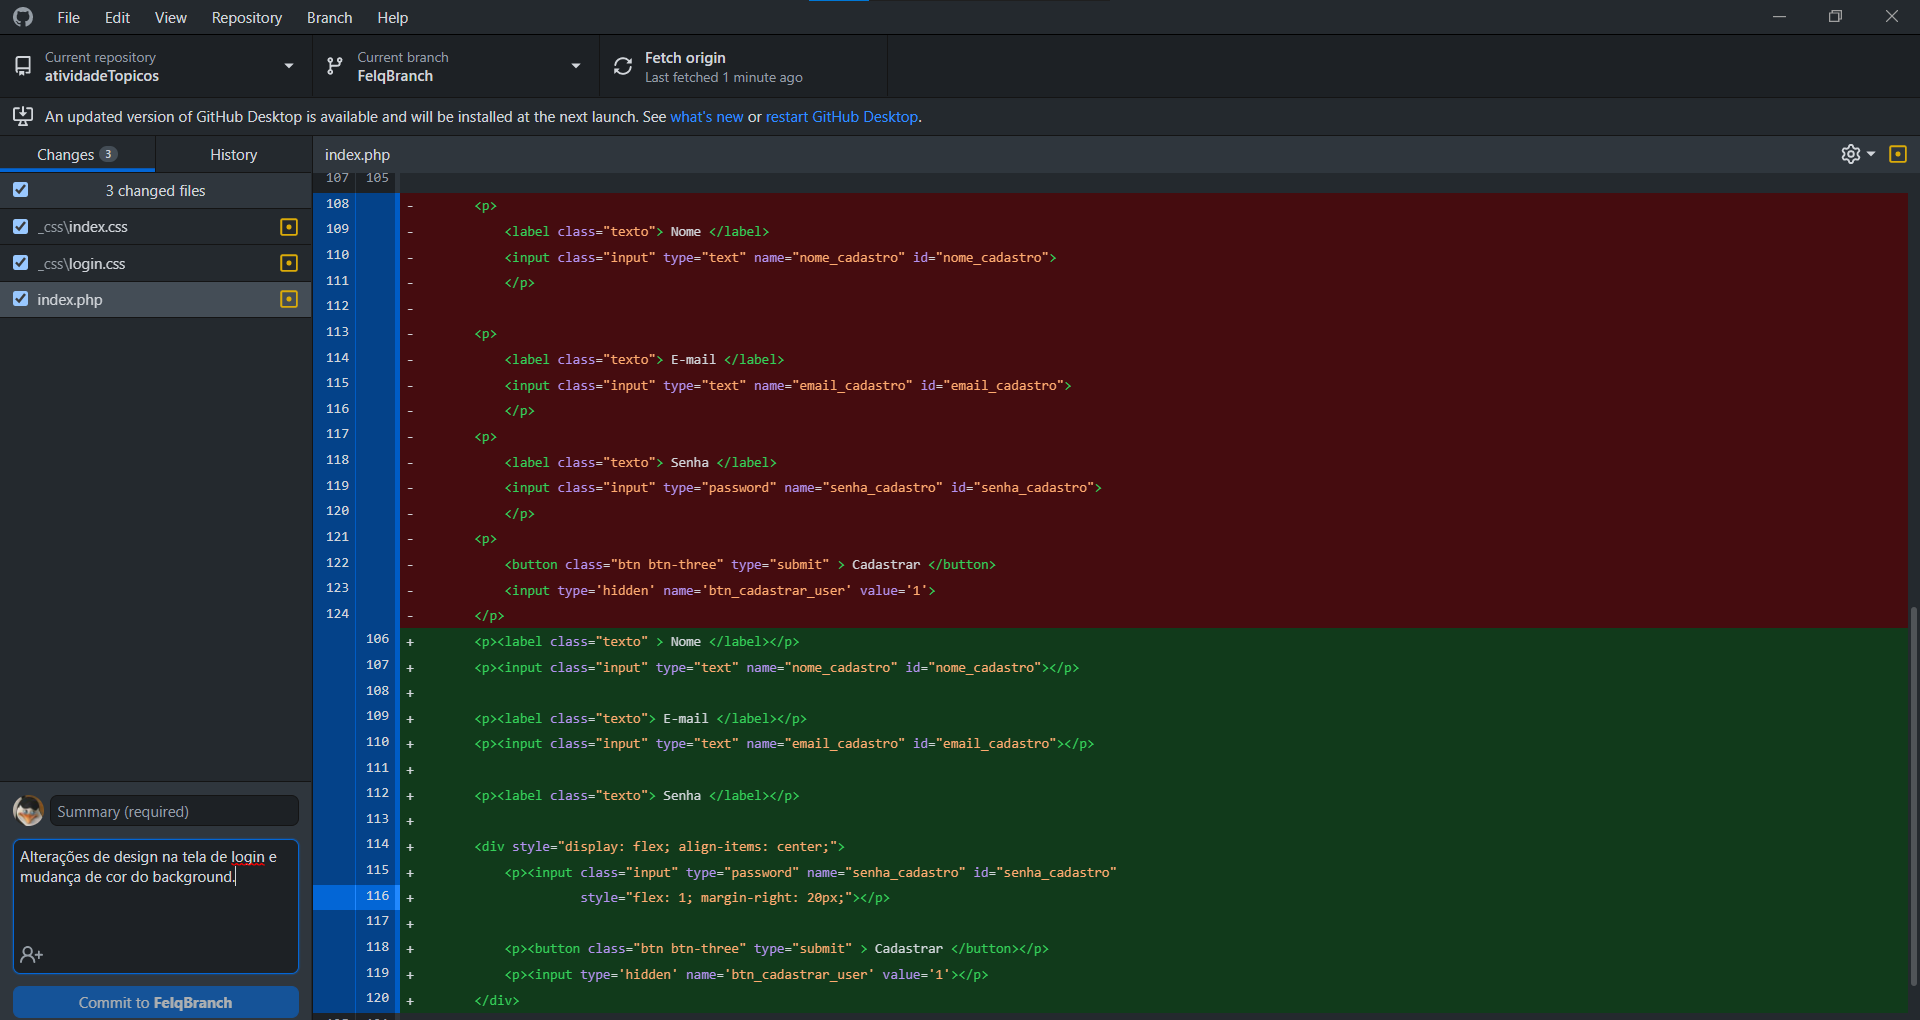 File Edit View Repository Branch Help
Current repository
atividadeTopicos
Current branch
FelqBranch
Fetch origin
Last fetched 1 minute ago
An updated version of GitHub Desktop is available and will be installed at the next launch. See what's new or restart GitHub Desktop.
Changes 3
History
3 changed files
_css\index.css
_css\login.css
index.php
Summary (required)
Alterações de design na tela de login e
mudança de cor do background.
Commit to FelqBranch
index.php
107 105
108 - <p>
109 - <label class="texto"> Nome </label>
110 - <input class="input" type="text" name="nome_cadastro" id="nome_cadastro">
111 - </p>
112 -
113 - <p>
114 - <label class="texto"> E-mail </label>
115 - <input class="input" type="text" name="email_cadastro" id="email_cadastro">
116 - </p>
117 - <p>
118 - <label class="texto"> Senha </label>
119 - <input class="input" type="password" name="senha_cadastro" id="senha_cadastro">
120 - </p>
121 - <p>
122 - <button class="btn btn-three" type="submit" > Cadastrar </button>
123 - <input type='hidden' name='btn_cadastrar_user' value='1'>
124 - </p>
106 + <p><label class="texto" > Nome </label></p>
107 + <p><input class="input" type="text" name="nome_cadastro" id="nome_cadastro"></p>
108 +
109 + <p><label class="texto"> E-mail </label></p>
110 + <p><input class="input" type="text" name="email_cadastro" id="email_cadastro"></p>
111 +
112 + <p><label class="texto"> Senha </label></p>
113 +
114 + <div style="display: flex; align-items: center;">
115 + <p><input class="input" type="password" name="senha_cadastro" id="senha_cadastro"
116 + style="flex: 1; margin-right: 20px;"></p>
117 +
118 + <p><button class="btn btn-three" type="submit" > Cadastrar </button></p>
119 + <p><input type='hidden' name='btn_cadastrar_user' value='1'></p>
120 + </div>